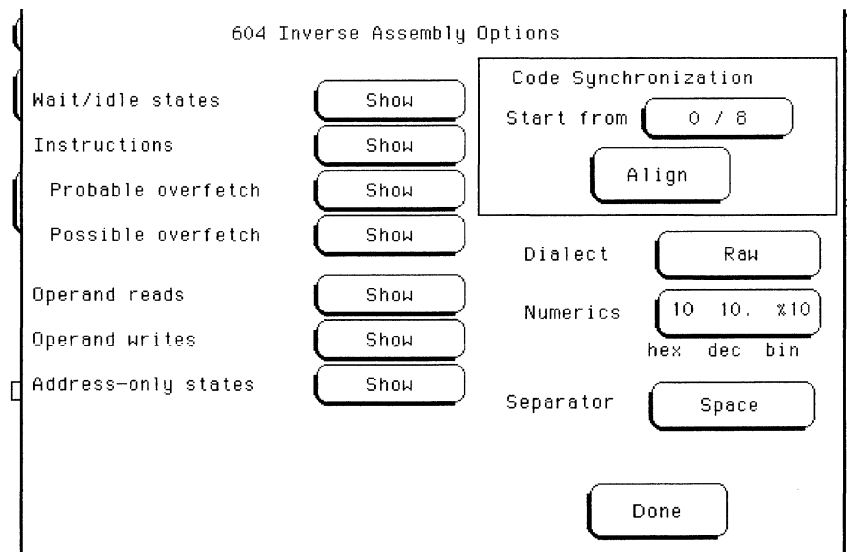 604 Inverse Assembly Options
Wait/idle states Show
Instructions Show
Probable overfetch Show
Possible overfetch Show
Operand reads Show
Operand writes Show
Address-only states Show
Code Synchronization
Start from 0 / 8
Align
Dialect Raw
Numerics 10 10. %10
hex dec bin
Separator Space
Done